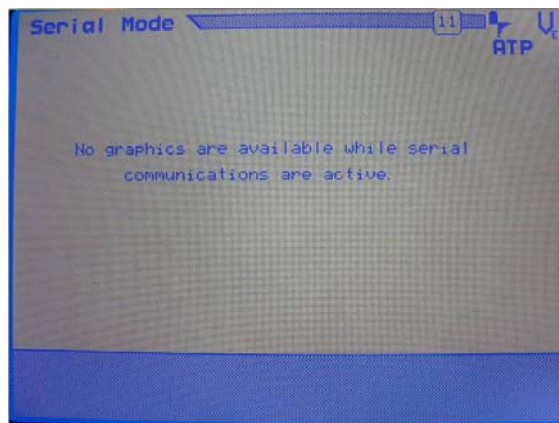 Serial Mode
11
ATP
No graphics are available while serial
communications are active.